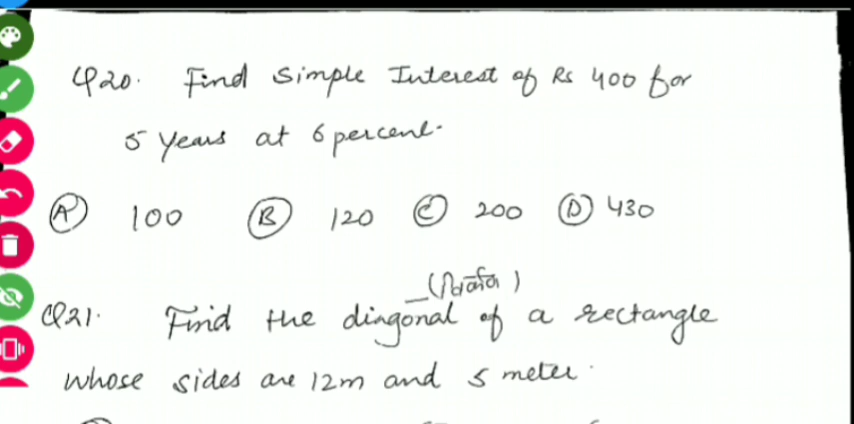 Q20. Find Simple Interest of Rs 400 for
5 years at 6 percent.
(A) 100 (B) 120 (C) 200 (D) 430
Q21. Find the diagonal of a rectangle
whose sides are 12m and 5 meter.